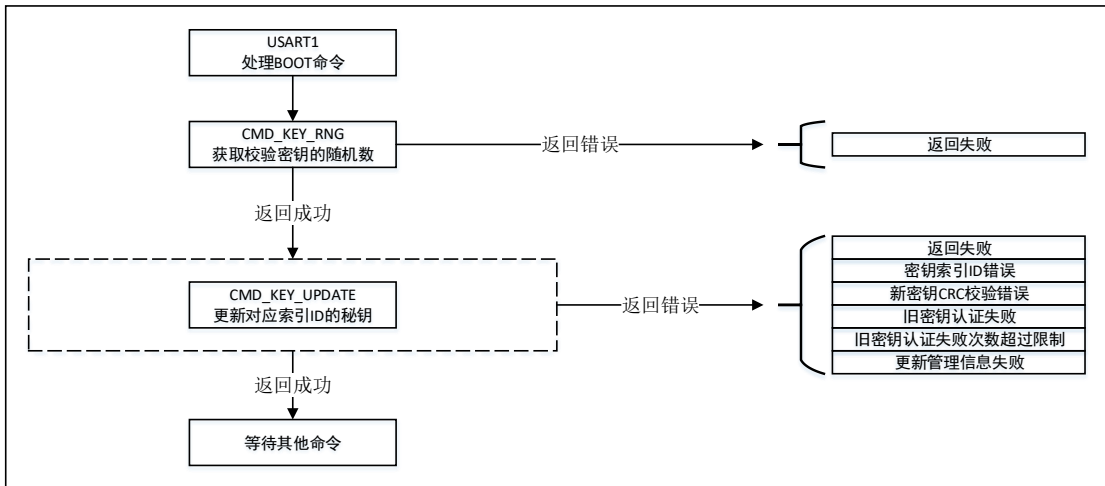 USART1
处理BOOT命令
CMD_KEY_RNG
获取校验密钥的随机数
返回错误
返回失败
返回成功
CMD_KEY_UPDATE
更新对应索引ID的秘钥
返回错误
返回失败
密钥索引ID错误
新密钥CRC校验错误
旧密钥认证失败
旧密钥认证失败次数超过限制
更新管理信息失败
返回成功
等待其他命令